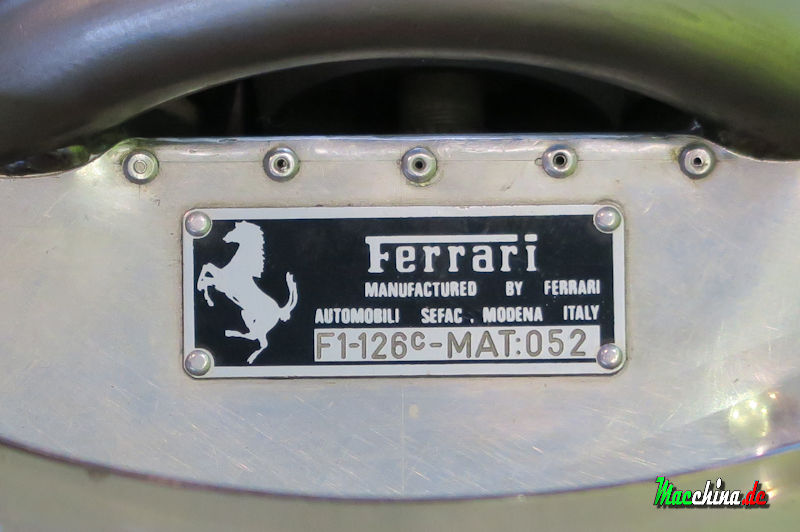 Ferrari
MANUFACTURED BY FERRARI
AUTOMOBILI SEFAC . MODENA ITALY
F1-126c-MAT:052
Macchina.de